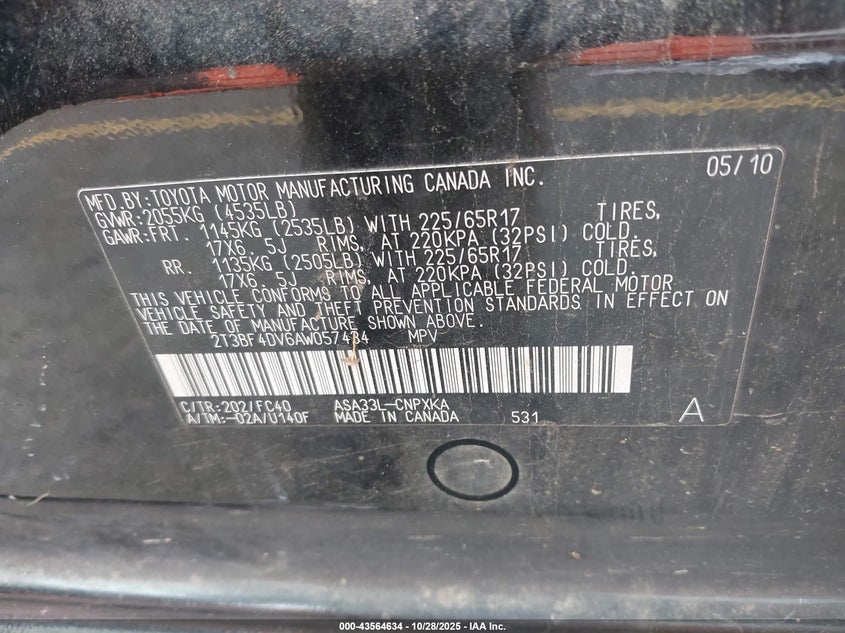 05/10
MFD.BY:TOYOTA MOTOR MANUFACTURING CANADA INC.
GVWR:2055KG (4535LB)
GAWR:FRT. 1145KG (2535LB) WITH 225/65R17 TIRES,
17X6.5J RIMS, AT 220KPA (32PSI) COLD.
RR. 1135KG (2505LB) WITH 225/65R17 TIRES,
17X6.5J RIMS, AT 220KPA (32PSI) COLD.
THIS VEHICLE CONFORMS TO ALL APPLICABLE FEDERAL MOTOR
VEHICLE SAFETY AND THEFT PREVENTION STANDARDS IN EFFECT ON
THE DATE OF MANUFACTURE SHOWN ABOVE.
2T3BF4DV6AW057434 MPV
C/TR:202/FC40 ASA33L-CNPXKA
A/TM:-02A/U140F MADE IN CANADA 531 A
000-43564634 - 10/28/2025 - IAA Inc.